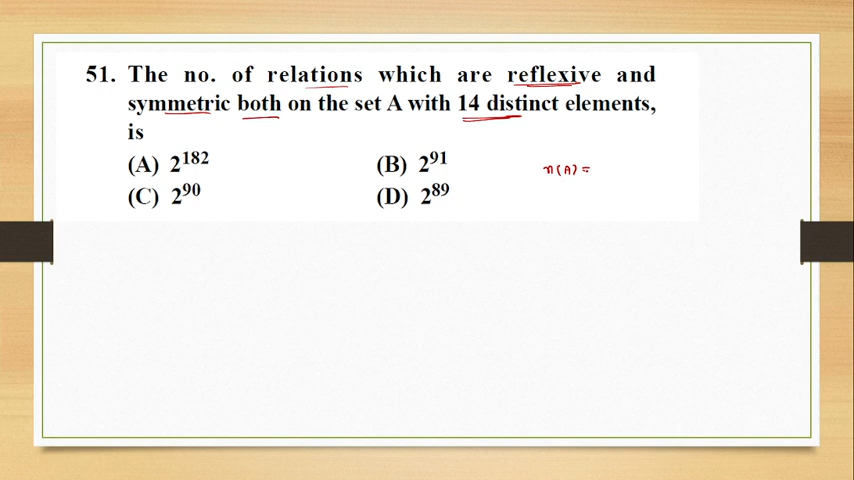 51. The no. of relations which are reflexive and
symmetric both on the set A with 14 distinct elements,
is
(A) 2^182 (B) 2^91
n(A) =
(C) 2^90 (D) 2^89